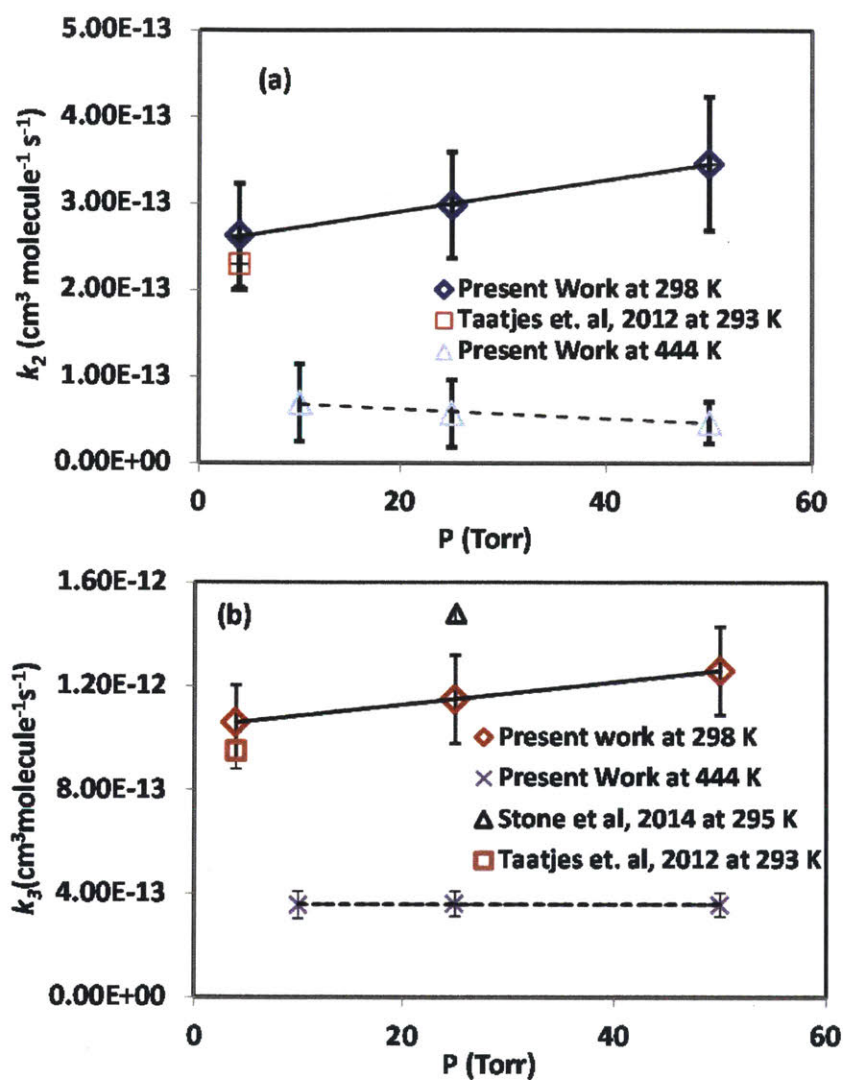 5.00E-13
(a)
4.00E-13
3.00E-13
2.00E-13
1.00E-13
0.00E+00
k₂ (cm³ molecule⁻¹ s⁻¹)
Present Work at 298 K
Taatjes et. al, 2012 at 293 K
Present Work at 444 K
0 20 40 60
P (Torr)
1.60E-12
(b)
1.20E-12
8.00E-13
4.00E-13
0.00E+00
k₃(cm³molecule⁻¹s⁻¹)
Present work at 298 K
Present Work at 444 K
Stone et al, 2014 at 295 K
Taatjes et. al, 2012 at 293 K
0 20 40 60
P (Torr)